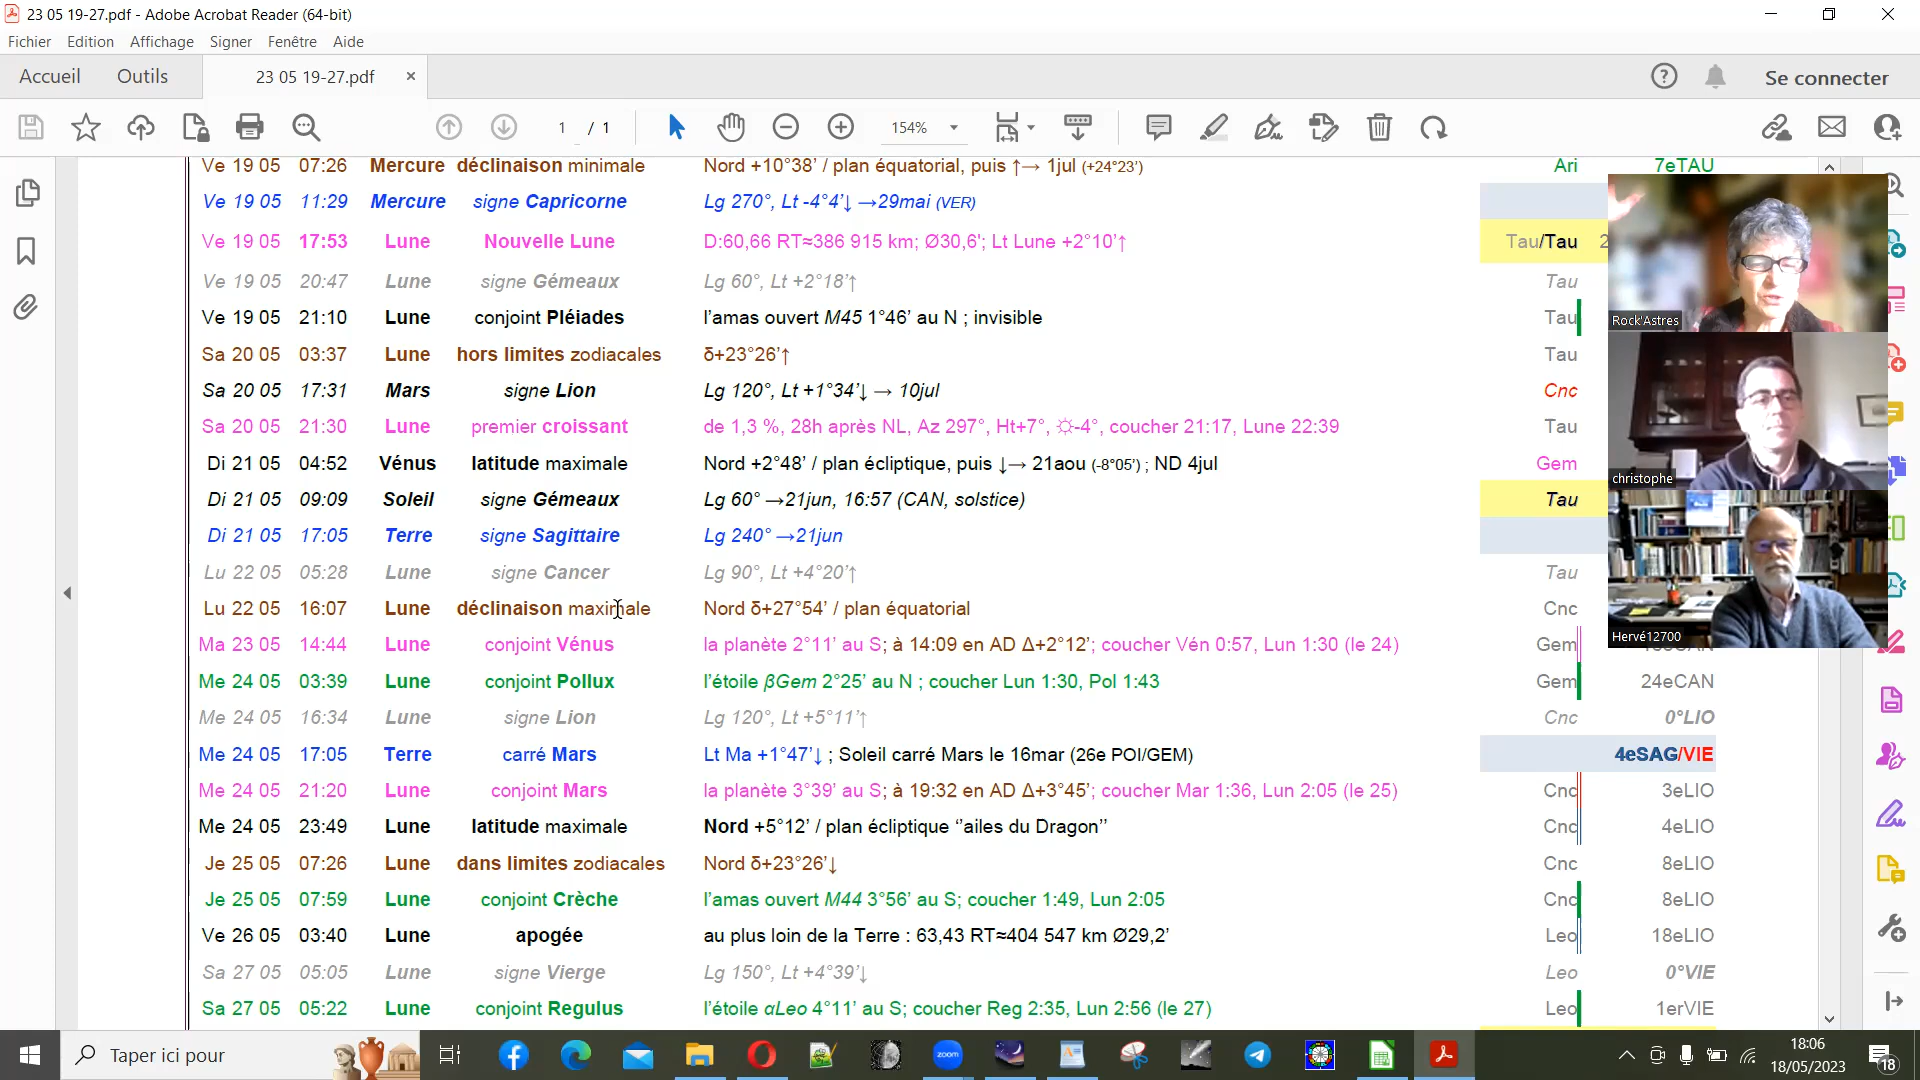 23 05 19-27.pdf - Adobe Acrobat Reader (64-bit)
Fichier Edition Affichage Signer Fenêtre Aide
Accueil Outils 23 05 19-27.pdf × Se connecter
1 / 1 154%
Ve 19 05 07:26 Mercure déclinaison minimale Nord +10°38’ / plan équatorial, puis ↑→ 1jul (+24°23’) Ari 7eTAU
Ve 19 05 11:29 Mercure signe Capricorne Lg 270°, Lt -4°4’↓ →29mai (VER)
Ve 19 05 17:53 Lune Nouvelle Lune D:60,66 RT≈386 915 km; Ø30,6'; Lt Lune +2°10’↑ Tau/Tau 2
Ve 19 05 20:47 Lune signe Gémeaux Lg 60°, Lt +2°18’↑ Tau
Ve 19 05 21:10 Lune conjoint Pléiades l’amas ouvert M45 1°46’ au N ; invisible Tau
Sa 20 05 03:37 Lune hors limites zodiacales δ+23°26’↑ Tau
Sa 20 05 17:31 Mars signe Lion Lg 120°, Lt +1°34’↓ → 10jul Cnc
Sa 20 05 21:30 Lune premier croissant de 1,3 %, 28h après NL, Az 297°, Ht+7°, ☼-4°, coucher 21:17, Lune 22:39 Tau
Di 21 05 04:52 Vénus latitude maximale Nord +2°48’ / plan écliptique, puis ↓→ 21aou (-8°05’) ; ND 4jul Gem
Di 21 05 09:09 Soleil signe Gémeaux Lg 60° →21jun, 16:57 (CAN, solstice) Tau
Di 21 05 17:05 Terre signe Sagittaire Lg 240° →21jun
Lu 22 05 05:28 Lune signe Cancer Lg 90°, Lt +4°20’↑ Tau
Lu 22 05 16:07 Lune déclinaison maximale Nord δ+27°54’ / plan équatorial Cnc
Ma 23 05 14:44 Lune conjoint Vénus la planète 2°11’ au S; à 14:09 en AD Δ+2°12’; coucher Vén 0:57, Lun 1:30 (le 24) Gem
Me 24 05 03:39 Lune conjoint Pollux l’étoile βGem 2°25’ au N ; coucher Lun 1:30, Pol 1:43 Gem 24eCAN
Me 24 05 16:34 Lune signe Lion Lg 120°, Lt +5°11’↑ Cnc 0°LIO
Me 24 05 17:05 Terre carré Mars Lt Ma +1°47’↓ ; Soleil carré Mars le 16mar (26e POI/GEM) 4eSAG/VIE
Me 24 05 21:20 Lune conjoint Mars la planète 3°39’ au S; à 19:32 en AD Δ+3°45’; coucher Mar 1:36, Lun 2:05 (le 25) Cnc 3eLIO
Me 24 05 23:49 Lune latitude maximale Nord +5°12’ / plan écliptique ‘’ailes du Dragon’’ Cnc 4eLIO
Je 25 05 07:26 Lune dans limites zodiacales Nord δ+23°26’↓ Cnc 8eLIO
Je 25 05 07:59 Lune conjoint Crèche l’amas ouvert M44 3°56’ au S; coucher 1:49, Lun 2:05 Cnc 8eLIO
Ve 26 05 03:40 Lune apogée au plus loin de la Terre : 63,43 RT≈404 547 km Ø29,2’ Leo 18eLIO
Sa 27 05 05:05 Lune signe Vierge Lg 150°, Lt +4°39’↓ Leo 0°VIE
Sa 27 05 05:22 Lune conjoint Regulus l’étoile αLeo 4°11’ au S; coucher Reg 2:35, Lun 2:56 (le 27) Leo 1erVIE
Rock'Astres
christophe
Hervé12700
Taper ici pour
zoom
18:06
18/05/2023
18